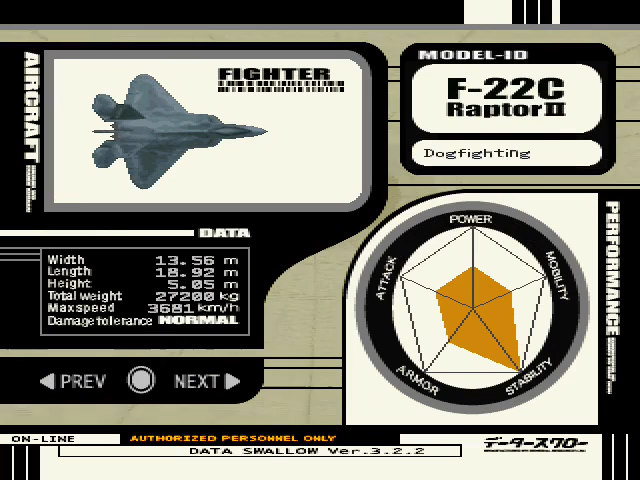 AIRCRAFT
FIGHTER
MODEL-ID
F-22C
Raptor II
Dogfighting
DATA
Width 13.56 m
Length 18.92 m
Height 5.05 m
Total weight 27200 kg
Max speed 3681 km/h
Damage tolerance NORMAL
PREV NEXT
PERFORMANCE
POWER
MOBILITY
STABILITY
ARMOR
ATTACK
ON-LINE
AUTHORIZED PERSONNEL ONLY
DATA SWALLOW Ver.3.2.2
データースワロー